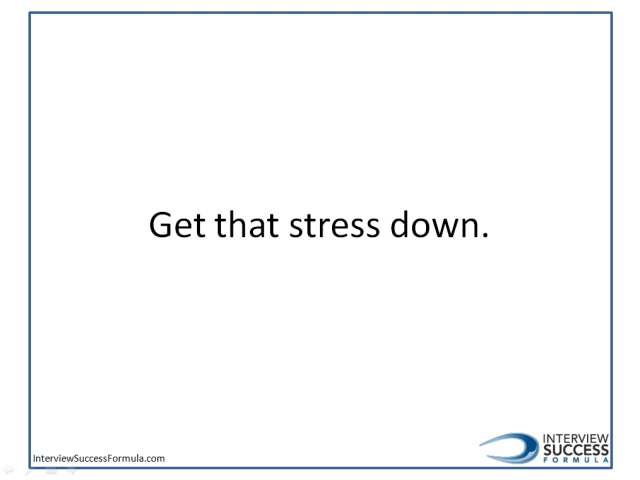 Get that stress down.
InterviewSuccessFormula.com
INTERVIEW
SUCCESS
FORMULA